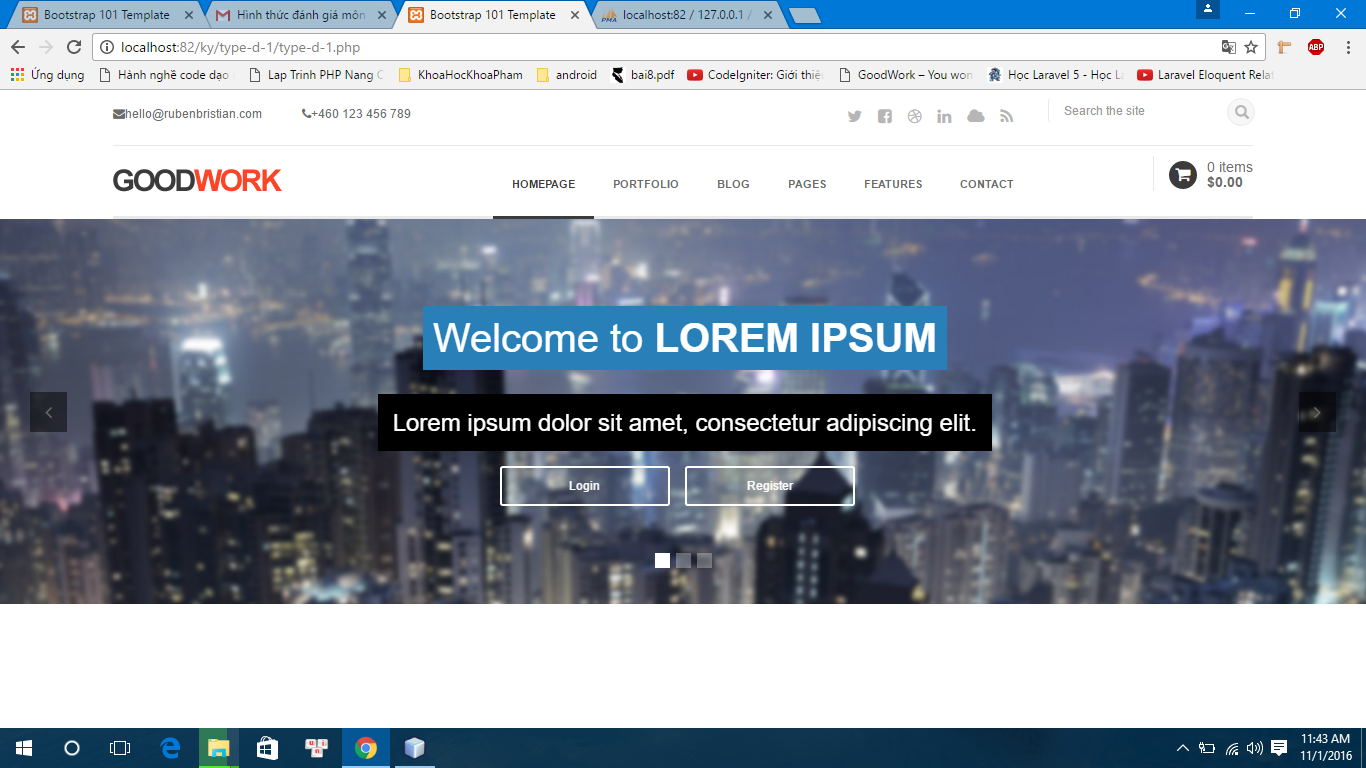 Bootstrap 101 Template
Hình thức đánh giá môn
Bootstrap 101 Template
localhost:82 / 127.0.0.1 /
localhost:82/ky/type-d-1/type-d-1.php
ABP
Ứng dụng
Hành nghề code dạo
Lap Trinh PHP Nang C
KhoaHocKhoaPham
android
bai8.pdf
CodeIgniter: Giới thiệu
GoodWork – You won
Học Laravel 5 - Học L
Laravel Eloquent Relat
hello@rubenbristian.com
+460 123 456 789
Search the site
GOODWORK
HOMEPAGE
PORTFOLIO
BLOG
PAGES
FEATURES
CONTACT
0 items
$0.00
Welcome to LOREM IPSUM
Lorem ipsum dolor sit amet, consectetur adipiscing elit.
Login
Register
11:43 AM
11/1/2016